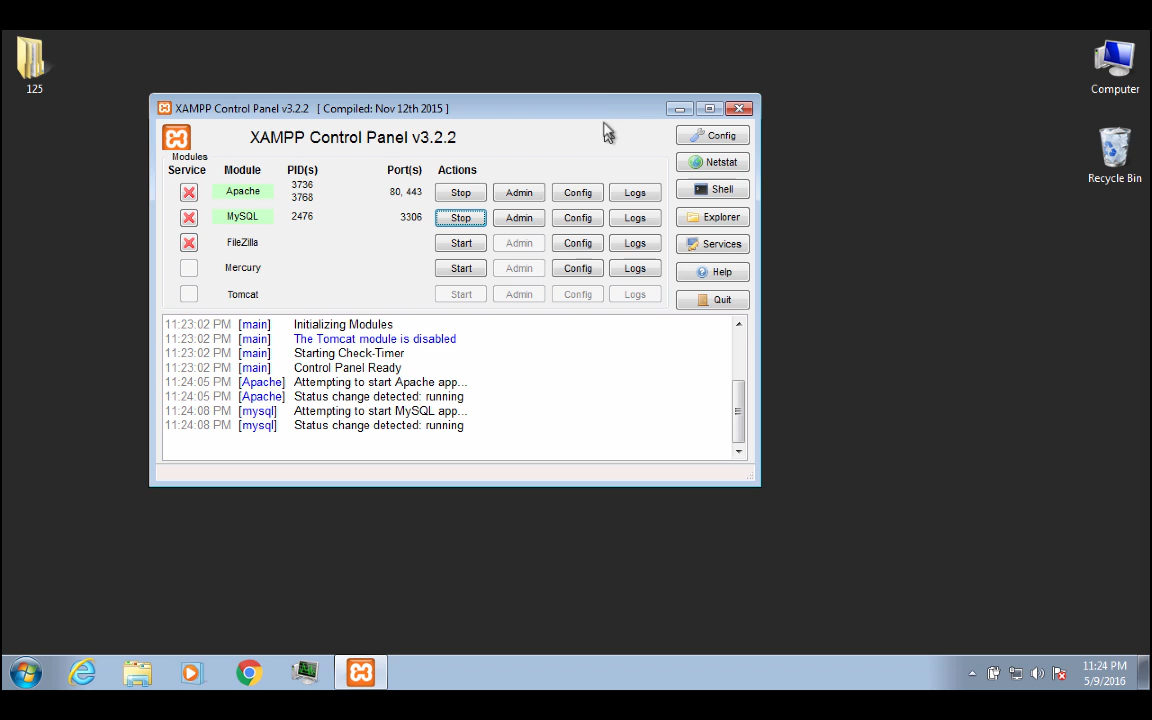 125
Computer
Recycle Bin
XAMPP Control Panel v3.2.2 [ Compiled: Nov 12th 2015 ]
XAMPP Control Panel v3.2.2
Config
Modules
Service Module PID(s) Port(s) Actions
Netstat
Apache 3736 3768 80, 443 Stop Admin Config Logs
Shell
MySQL 2476 3306 Stop Admin Config Logs
Explorer
FileZilla Start Admin Config Logs
Services
Mercury Start Admin Config Logs
Help
Tomcat Start Admin Config Logs
Quit
11:23:02 PM [main] Initializing Modules
11:23:02 PM [main] The Tomcat module is disabled
11:23:02 PM [main] Starting Check-Timer
11:23:02 PM [main] Control Panel Ready
11:24:05 PM [Apache] Attempting to start Apache app...
11:24:05 PM [Apache] Status change detected: running
11:24:08 PM [mysql] Attempting to start MySQL app...
11:24:08 PM [mysql] Status change detected: running
11:24 PM
5/9/2016